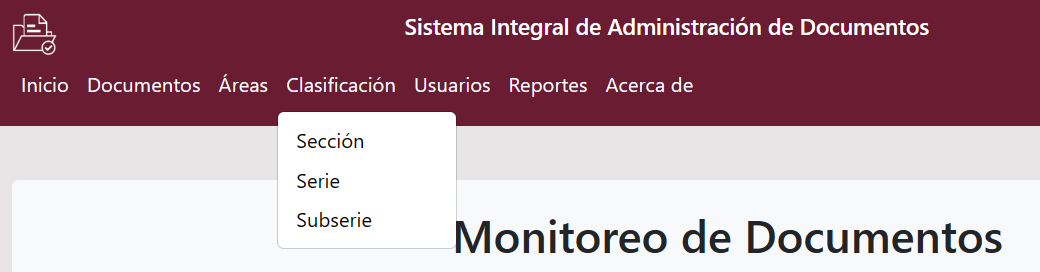 Sistema Integral de Administración de Documentos
Inicio Documentos Áreas Clasificación Usuarios Reportes Acerca de
Sección
Serie
Subserie
Monitoreo de Documentos